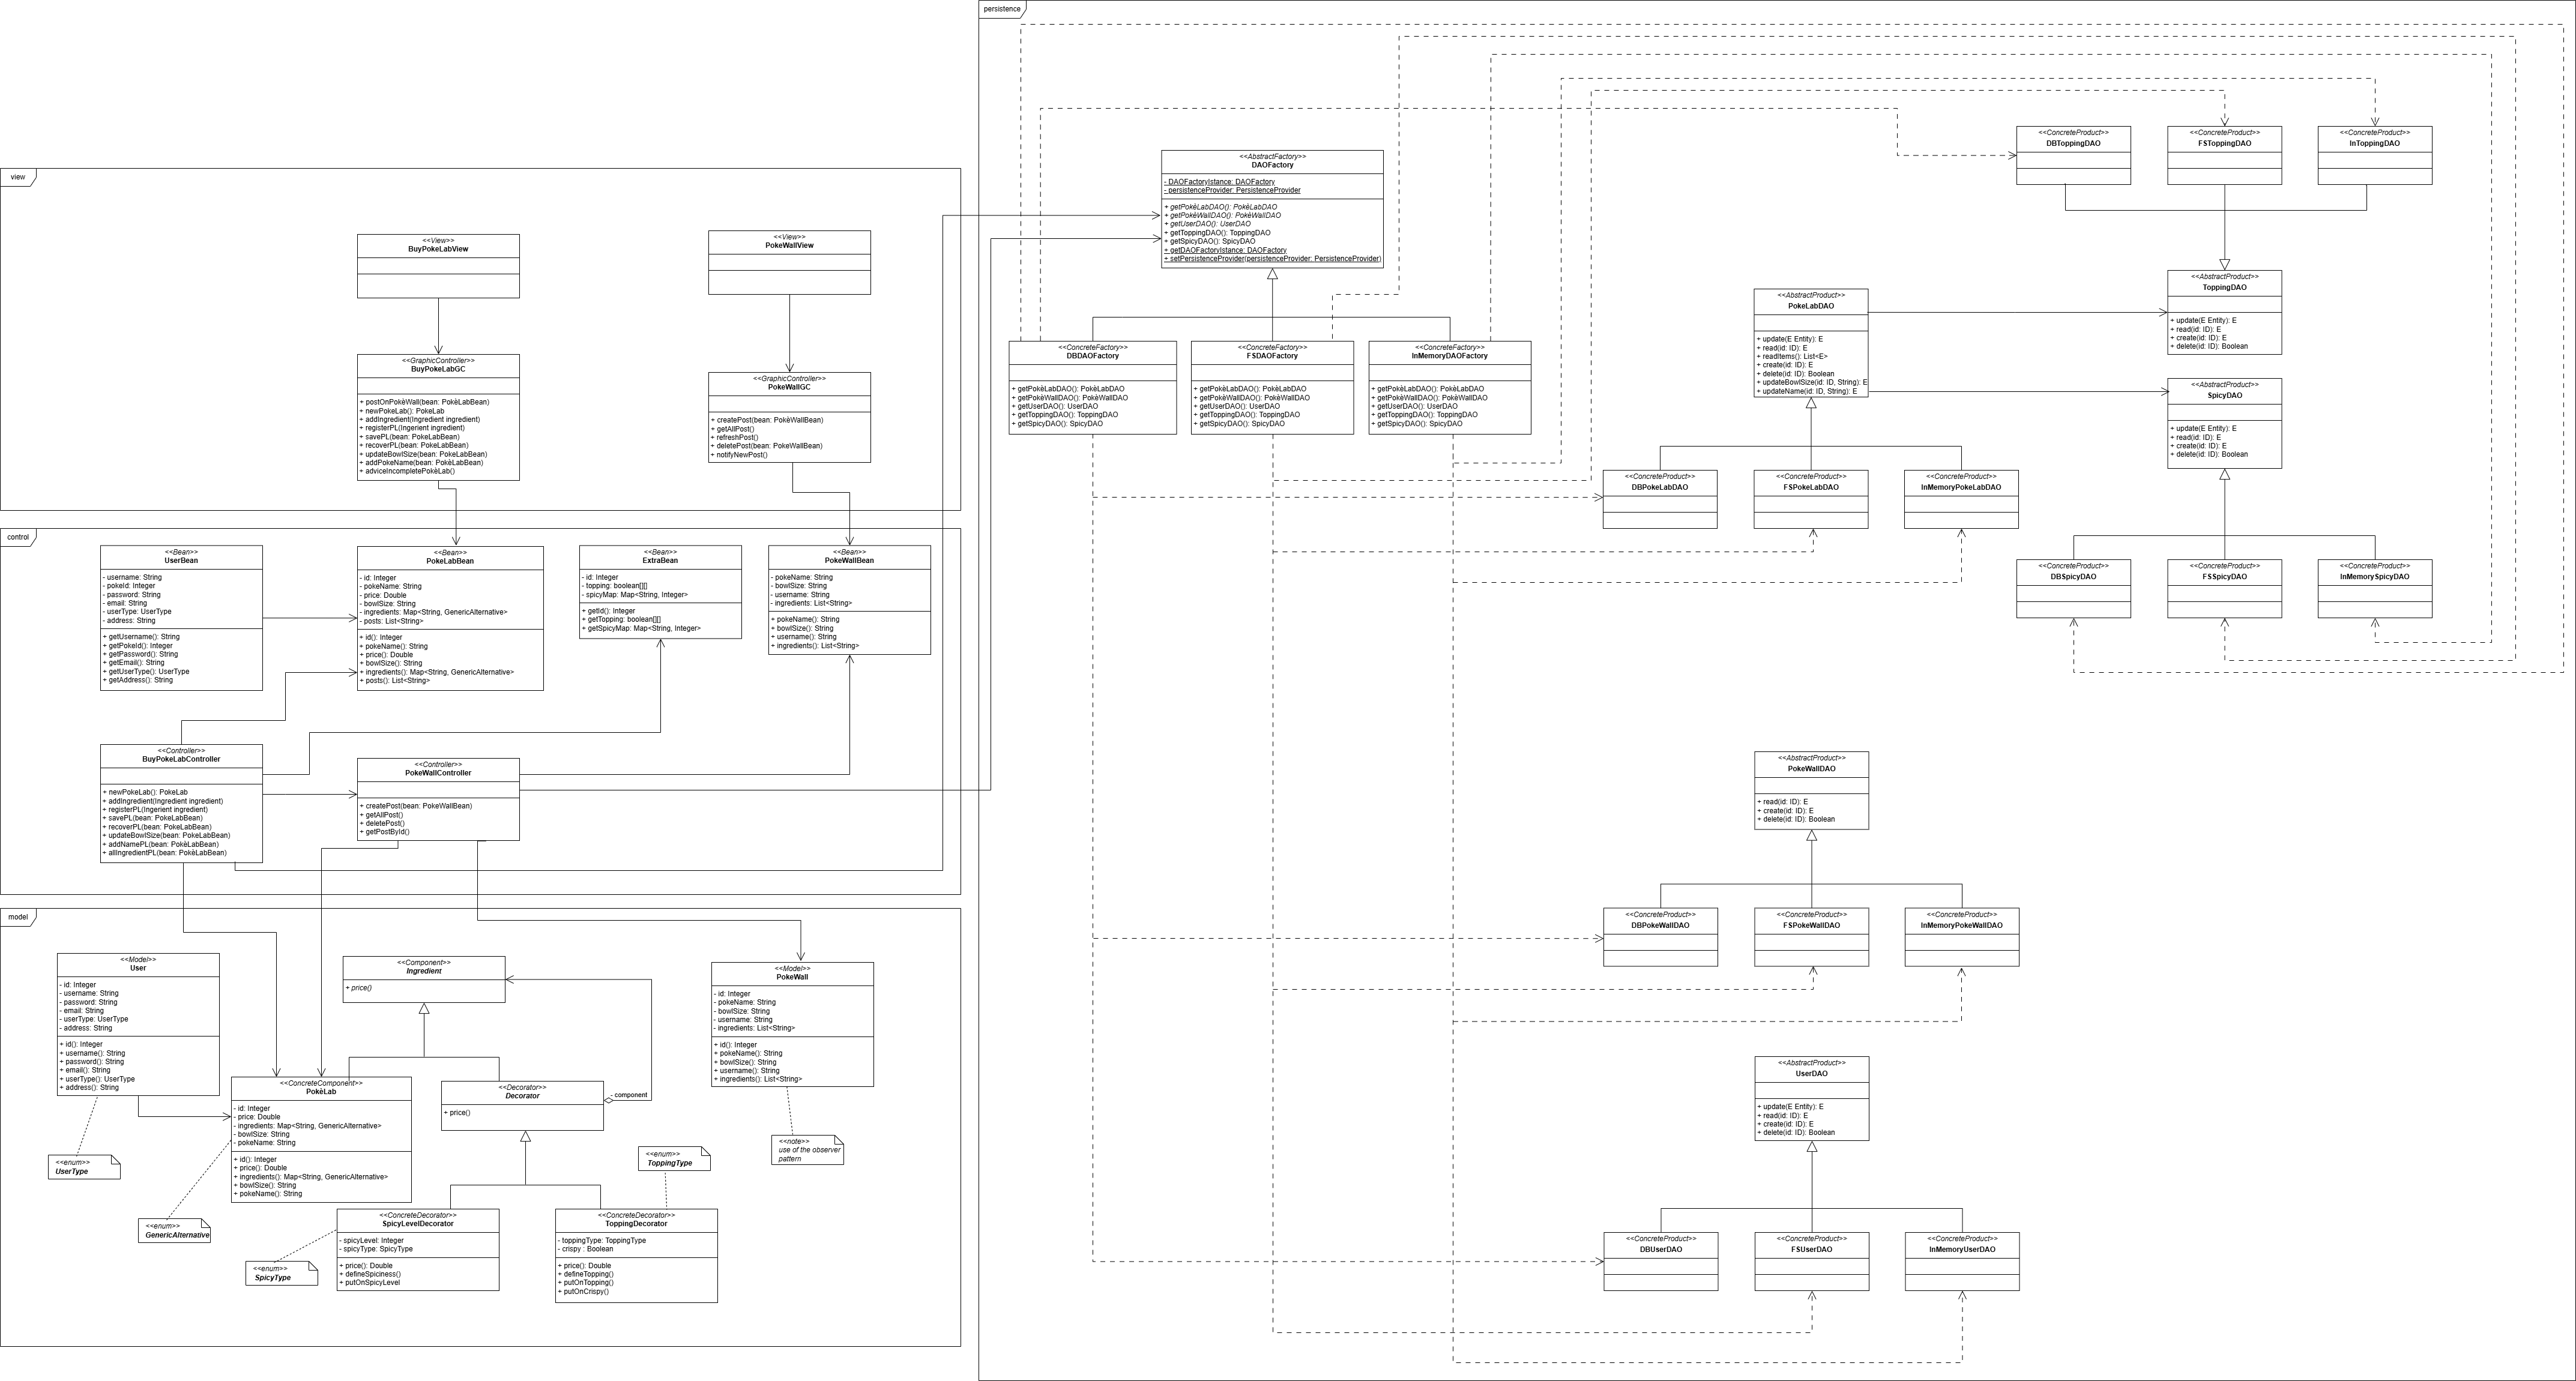 view
<<View>>
BuyPokeLabView
<<View>>
PokeWallView
<<GraphicController>>
BuyPokeLabGC
+ postOnPokèWall(bean: PokèLabBean)
+ newPokeLab(): PokeLab
+ addIngredient(Ingredient ingredient)
+ registerPL(Ingerient ingredient)
+ savePL(bean: PokeLabBean)
+ recoverPL(bean: PokeLabBean)
+ updateBowlSize(bean: PokeLabBean)
+ addPokeName(bean: PokèLabBean)
+ adviceIncompletePokèLab()
<<GraphicController>>
PokeWallGC
+ createPost(bean: PokèWallBean)
+ getAllPost()
+ refreshPost()
+ deletePost(bean: PokeWallBean)
+ notifyNewPost()
control
<<Bean>>
UserBean
- username: String
- pokeId: Integer
- password: String
- email: String
- userType: UserType
- address: String
+ getUsername(): String
+ getPokeId(): Integer
+ getPassword(): String
+ getEmail(): String
+ getUserType(): UserType
+ getAddress(): String
<<Bean>>
PokeLabBean
- id: Integer
- pokeName: String
- price: Double
- bowlSize: String
- ingredients: Map<String, GenericAlternative>
- posts: List<String>
+ id(): Integer
+ pokeName(): String
+ price(): Double
+ bowlSize(): String
+ ingredients(): Map<String, GenericAlternative>
+ posts(): List<String>
<<Bean>>
ExtraBean
- id: Integer
- topping: boolean[][]
- spicyMap: Map<String, Integer>
+ getId(): Integer
+ getTopping: boolean[][]
+ getSpicyMap: Map<String, Integer>
<<Bean>>
PokeWallBean
- pokeName: String
- bowlSize: String
- username: String
- ingredients: List<String>
+ pokeName(): String
+ bowlSize(): String
+ username(): String
+ ingredients(): List<String>
<<Controller>>
BuyPokeLabController
+ newPokeLab(): PokeLab
+ addIngredient(Ingredient ingredient)
+ registerPL(Ingerient ingredient)
+ savePL(bean: PokeLabBean)
+ recoverPL(bean: PokeLabBean)
+ updateBowlSize(bean: PokeLabBean)
+ addNamePL(bean: PokèLabBean)
+ allIngredientPL(bean: PokèLabBean)
<<Controller>>
PokeWallController
+ createPost(bean: PokeWallBean)
+ getAllPost()
+ deletePost()
+ getPostById()
model
<<Model>>
User
- id: Integer
- username: String
- password: String
- email: String
- userType: UserType
- address: String
+ id(): Integer
+ username(): String
+ password(): String
+ email(): String
+ userType(): UserType
+ address(): String
<<enum>>
UserType
<<ConcreteComponent>>
PokèLab
- id: Integer
- price: Double
- ingredients: Map<String, GenericAlternative>
- bowlSize: String
- pokeName: String
+ id(): Integer
+ price(): Double
+ ingredients(): Map<String, GenericAlternative>
+ bowlSize(): String
+ pokeName(): String
<<enum>>
GenericAlternative
<<Component>>
Ingredient
+ price()
<<Decorator>>
Decorator
+ price()
- component
<<enum>>
ToppingType
<<enum>>
SpicyType
<<ConcreteDecorator>>
SpicyLevelDecorator
- spicyLevel: Integer
- spicyType: SpicyType
+ price(): Double
+ defineSpiciness()
+ putOnSpicyLevel
<<ConcreteDecorator>>
ToppingDecorator
- toppingType: ToppingType
- crispy : Boolean
+ price(): Double
+ defineTopping()
+ putOnTopping()
+ putOnCrispy()
<<Model>>
PokeWall
- id: Integer
- pokeName: String
- bowlSize: String
- username: String
- ingredients: List<String>
+ id(): Integer
+ pokeName(): String
+ bowlSize(): String
+ username(): String
+ ingredients(): List<String>
<<note>>
use of the observer
pattern
persistence
<<AbstractFactory>>
DAOFactory
- DAOFactoryIstance: DAOFactory
- persistenceProvider: PersistenceProvider
+ getPokèLabDAO(): PokèLabDAO
+ getPokèWallDAO(): PokèWallDAO
+ getUserDAO(): UserDAO
+ getToppingDAO(): ToppingDAO
+ getSpicyDAO(): SpicyDAO
+ getDAOFactoryIstance: DAOFactory
+ setPersistenceProvider(persistenceProvider: PersistenceProvider)
<<ConcreteFactory>>
DBDAOFactory
+ getPokèLabDAO(): PokèLabDAO
+ getPokèWallDAO(): PokèWallDAO
+ getUserDAO(): UserDAO
+ getToppingDAO(): ToppingDAO
+ getSpicyDAO(): SpicyDAO
<<ConcreteFactory>>
FSDAOFactory
+ getPokèLabDAO(): PokèLabDAO
+ getPokèWallDAO(): PokèWallDAO
+ getUserDAO(): UserDAO
+ getToppingDAO(): ToppingDAO
+ getSpicyDAO(): SpicyDAO
<<ConcreteFactory>>
InMemoryDAOFactory
+ getPokèLabDAO(): PokèLabDAO
+ getPokèWallDAO(): PokèWallDAO
+ getUserDAO(): UserDAO
+ getToppingDAO(): ToppingDAO
+ getSpicyDAO(): SpicyDAO
<<ConcreteProduct>>
DBToppingDAO
<<ConcreteProduct>>
FSToppingDAO
<<ConcreteProduct>>
InToppingDAO
<<AbstractProduct>>
ToppingDAO
+ update(E Entity): E
+ read(id: ID): E
+ create(id: ID): E
+ delete(id: ID): Boolean
<<AbstractProduct>>
PokeLabDAO
+ update(E Entity): E
+ read(id: ID): E
+ readItems(): List<E>
+ create(id: ID): E
+ delete(id: ID): Boolean
+ updateBowlSize(id: ID, String): E
+ updateName(id: ID, String): E
<<AbstractProduct>>
SpicyDAO
+ update(E Entity): E
+ read(id: ID): E
+ create(id: ID): E
+ delete(id: ID): Boolean
<<ConcreteProduct>>
DBPokeLabDAO
<<ConcreteProduct>>
FSPokeLabDAO
<<ConcreteProduct>>
InMemoryPokeLabDAO
<<ConcreteProduct>>
DBSpicyDAO
<<ConcreteProduct>>
FSSpicyDAO
<<ConcreteProduct>>
InMemorySpicyDAO
<<AbstractProduct>>
PokeWallDAO
+ read(id: ID): E
+ create(id: ID): E
+ delete(id: ID): Boolean
<<ConcreteProduct>>
DBPokeWallDAO
<<ConcreteProduct>>
FSPokeWallDAO
<<ConcreteProduct>>
InMemoryPokeWallDAO
<<AbstractProduct>>
UserDAO
+ update(E Entity): E
+ read(id: ID): E
+ create(id: ID): E
+ delete(id: ID): Boolean
<<ConcreteProduct>>
DBUserDAO
<<ConcreteProduct>>
FSUserDAO
<<ConcreteProduct>>
InMemoryUserDAO